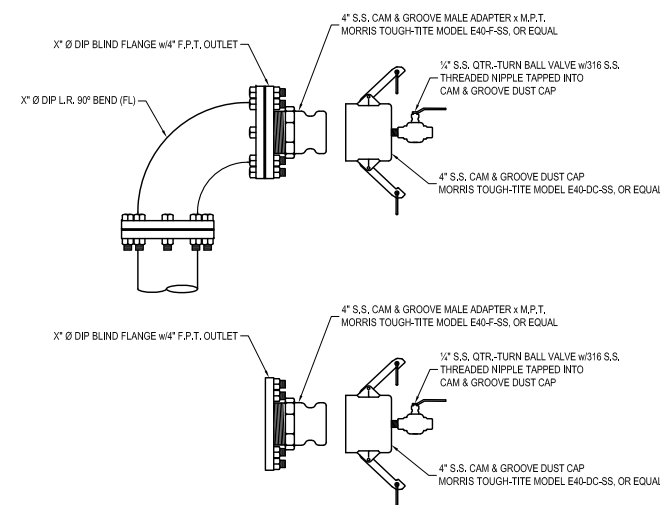 4" S.S. CAM & GROOVE MALE ADAPTER x M.P.T.
MORRIS TOUGH-TITE MODEL E40-F-SS, OR EQUAL
X" Ø DIP BLIND FLANGE w/4" F.P.T. OUTLET
¼" S.S. QTR.-TURN BALL VALVE w/316 S.S.
THREADED NIPPLE TAPPED INTO
CAM & GROOVE DUST CAP
X" Ø DIP L.R. 90º BEND (FL)
4" S.S. CAM & GROOVE DUST CAP
MORRIS TOUGH-TITE MODEL E40-DC-SS, OR EQUAL
4" S.S. CAM & GROOVE MALE ADAPTER x M.P.T.
MORRIS TOUGH-TITE MODEL E40-F-SS, OR EQUAL
X" Ø DIP BLIND FLANGE w/4" F.P.T. OUTLET
¼" S.S. QTR.-TURN BALL VALVE w/316 S.S.
THREADED NIPPLE TAPPED INTO
CAM & GROOVE DUST CAP
4" S.S. CAM & GROOVE DUST CAP
MORRIS TOUGH-TITE MODEL E40-DC-SS, OR EQUAL